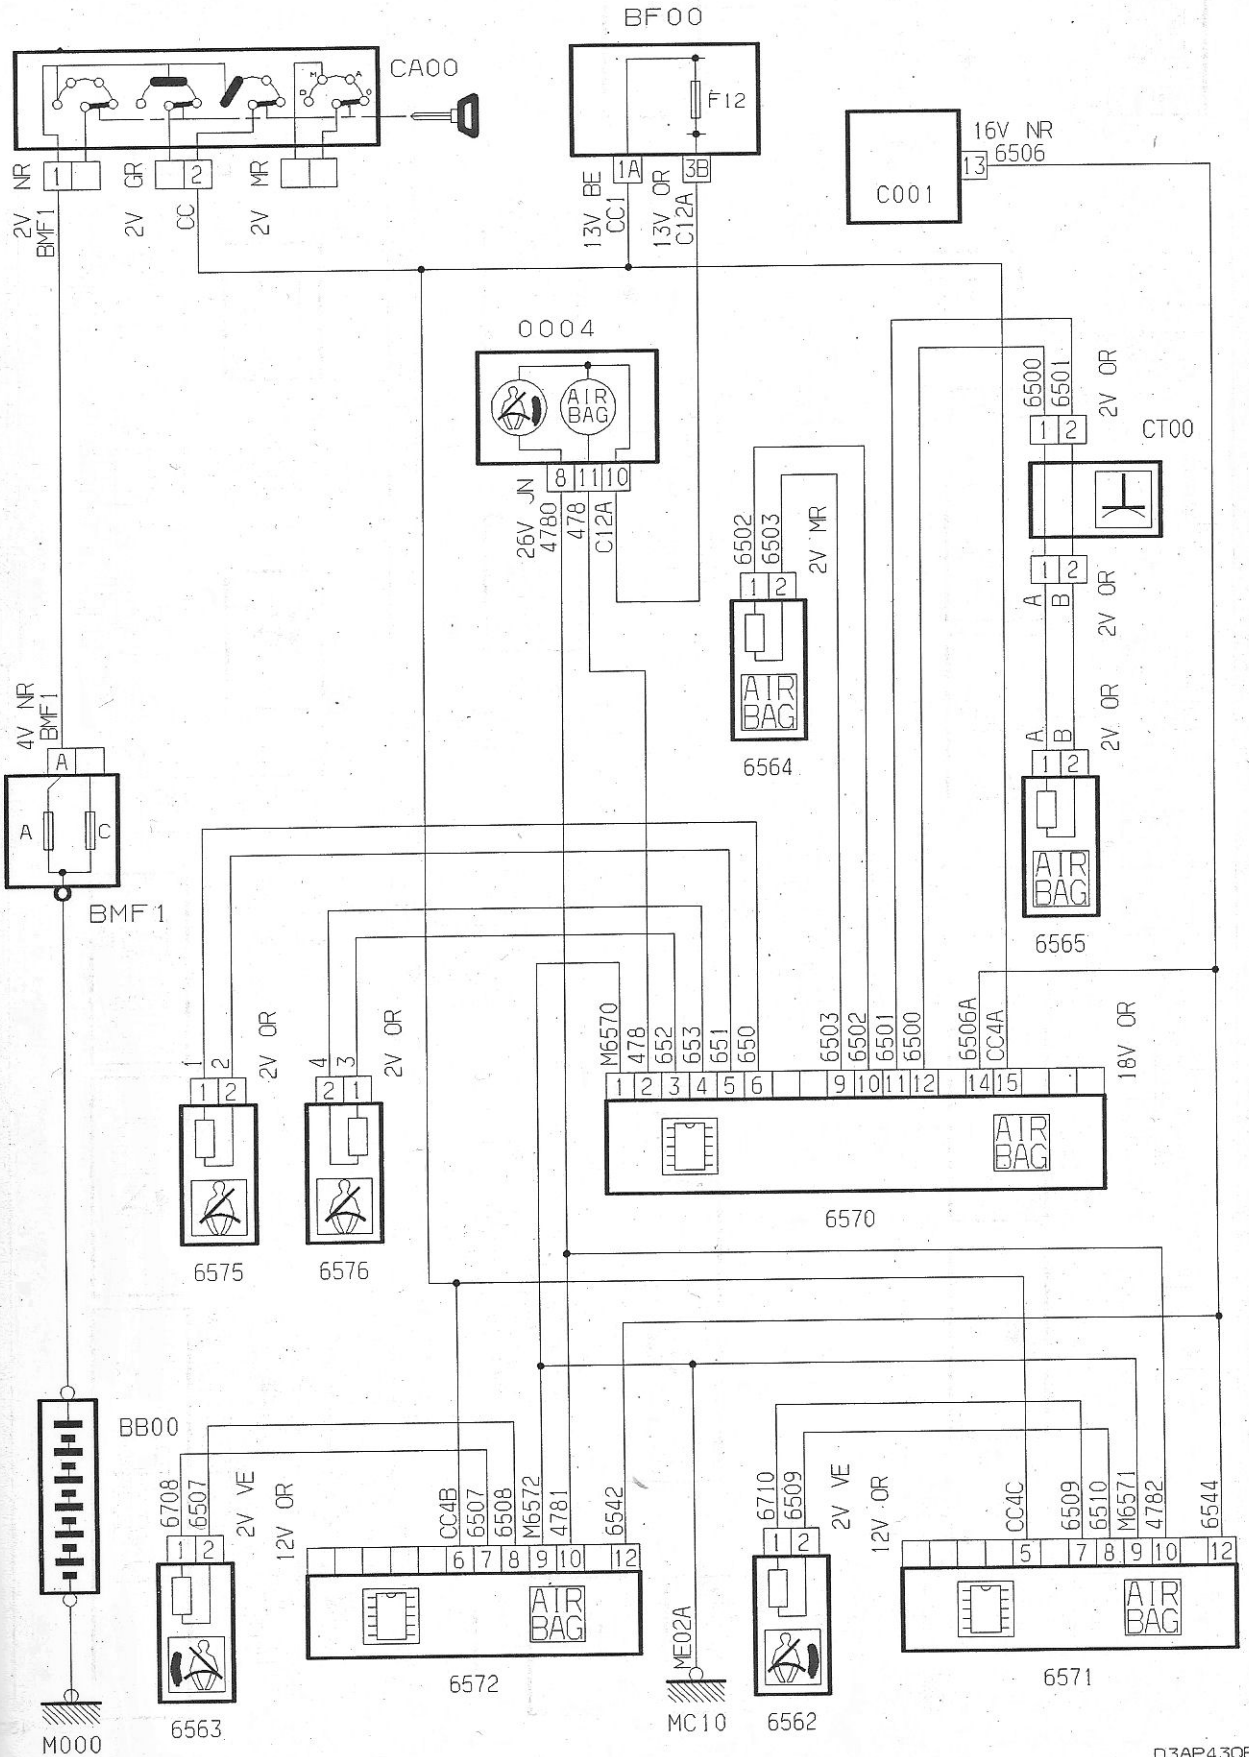 BF00
CA00
M
A
D
O
F12
1
2
1A
3B
2V NR
BMF1
2V GR
CC
2V MR
13V BE
CC1
13V OR
C12A
C001
13
16V NR
6506
0004
AIR
BAG
8
11
10
26V JN
4780
478
C12A
6500
6501
2V OR
1
2
CT00
1
2
A
B
2V OR
6502
6503
2V MR
1
2
AIR
BAG
6564
A
B
2V OR
1
2
AIR
BAG
6565
4V NR
BMF1
A
A
C
BMF1
1
2
2V OR
1
2
6575
4
3
2V OR
2
1
6576
M6570
478
652
653
651
650
6503
6502
6501
6500
6506A
CC4A
18V OR
1
2
3
4
5
6
9
10
11
12
14
15
AIR
BAG
6570
BB00
M000
6708
6507
2V VE
1
2
6563
12V OR
CC4B
6507
6508
M6572
4781
6542
6
7
8
9
10
12
AIR
BAG
6572
ME02A
MC10
6710
6509
2V VE
1
2
6562
12V OR
CC4C
6509
6510
M6571
4782
6544
5
7
8
9
10
12
AIR
BAG
6571